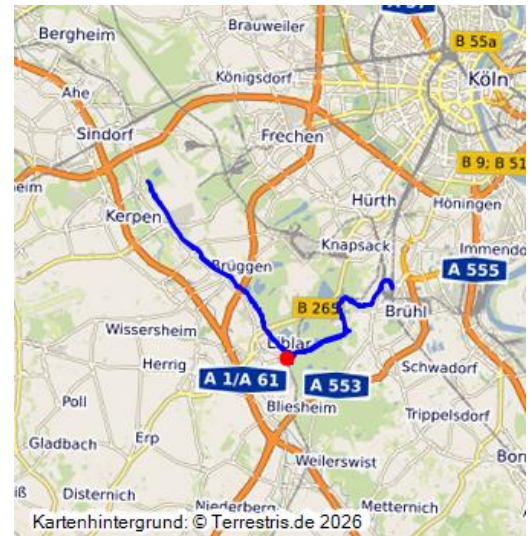 Brauweiler
Bergheim
B 55a
Königsdorf
Köln
Ahe
Sindorf
Frechen
B 9; B 51
Hürth
Höningen
Kerpen
Knapsack
Immendo
Brüggen
A 555
B 265
Brühl
Wissersheim
Liblar
Herrig
A 1/A 61
A 553
Schwadorf
Poll
Bliesheim
Trippelsdorf
Gladbach
Erp
Weilerswist
Born
Disternich
Niederberg
Metternich
Kartenhintergrund: © Terrestris.de 2026